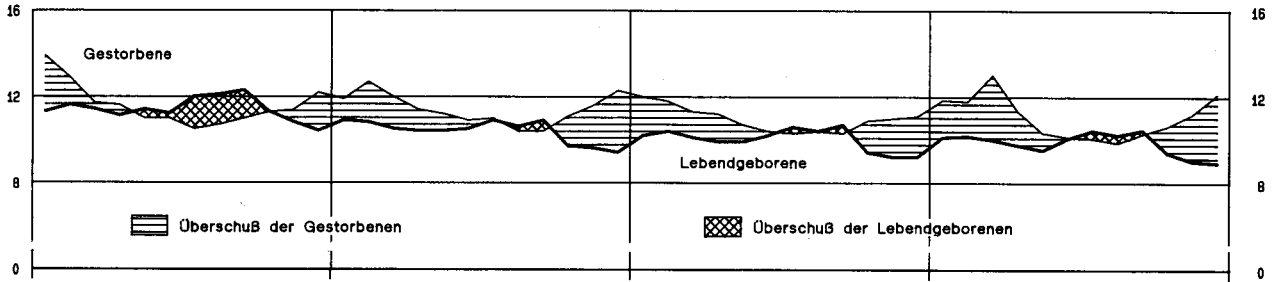 16 16
Gestorbene
12 12
Lebendgeborene
8 8
Überschuß der Gestorbenen Überschuß der Lebendgeborenen
0 0